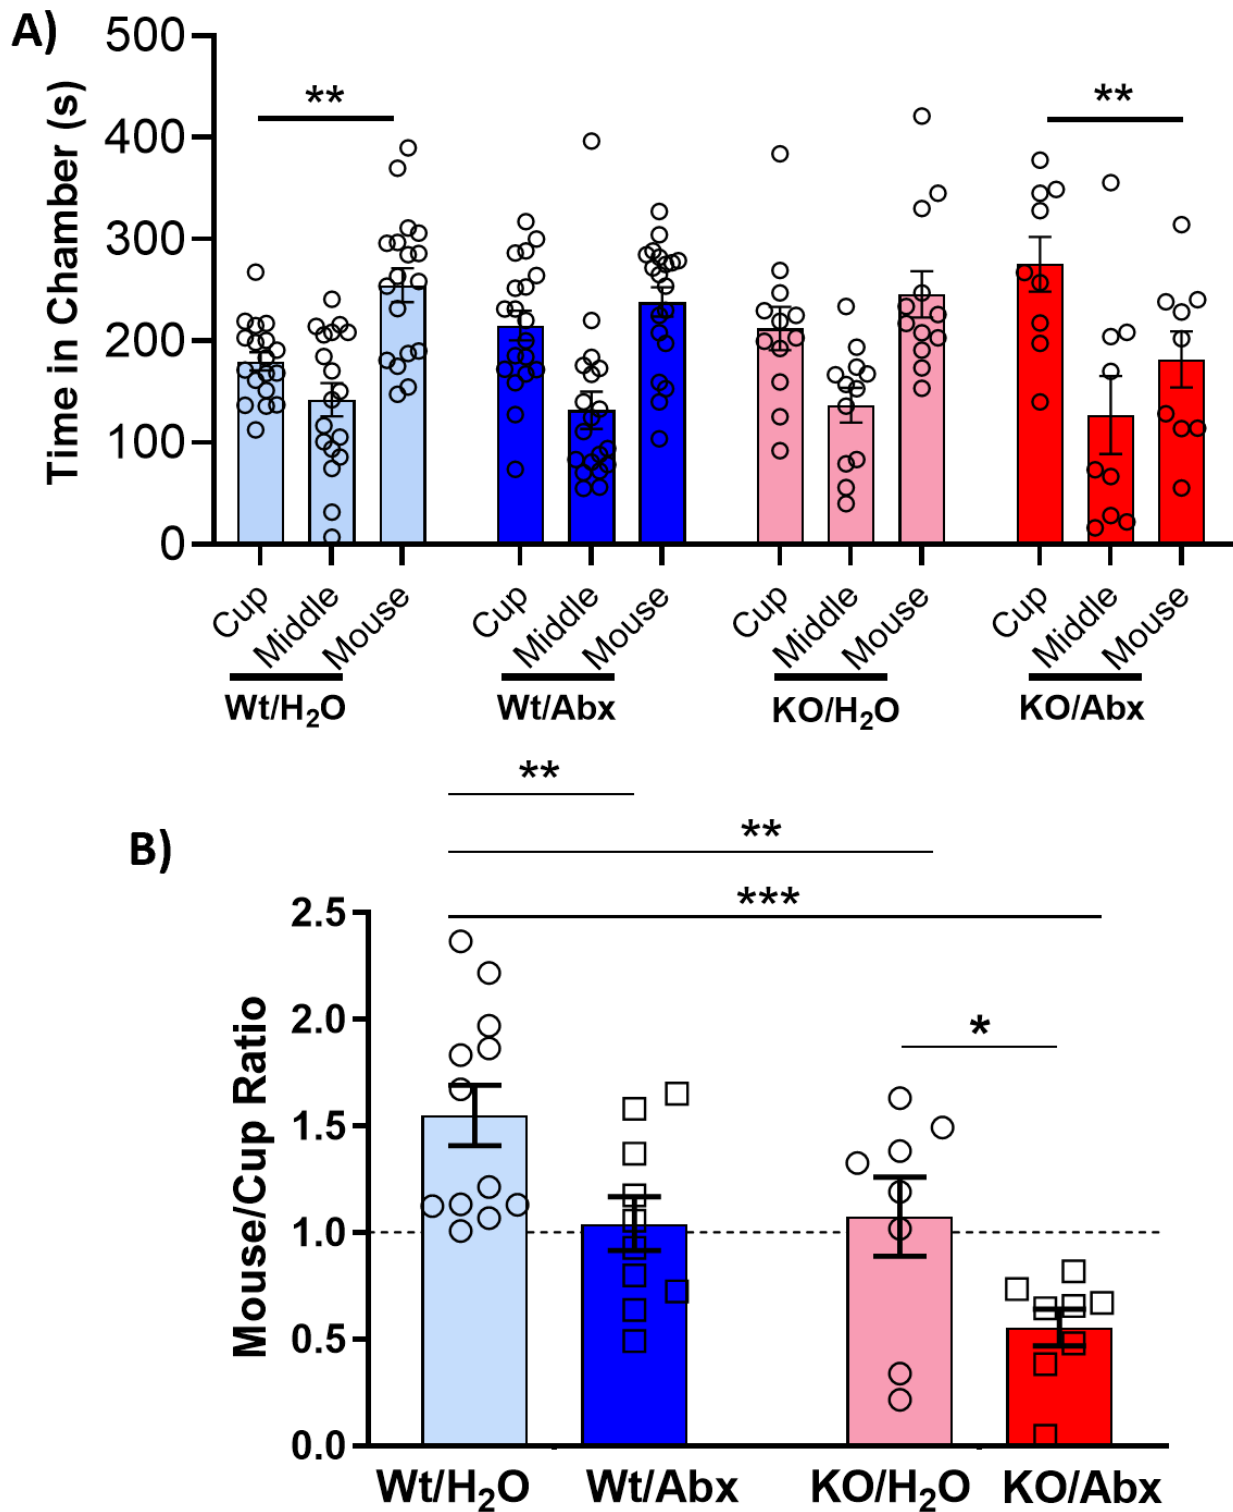 A)
Time in Chamber (s)
500
400
300
200
100
0
**
**
Cup
Middle
Mouse
Cup
Middle
Mouse
Cup
Middle
Mouse
Cup
Middle
Mouse
Wt/H₂O
Wt/Abx
KO/H₂O
KO/Abx
B)
**
**
***
*
Mouse/Cup Ratio
2.5
2.0
1.5
1.0
0.5
0.0
Wt/H₂O
Wt/Abx
KO/H₂O
KO/Abx